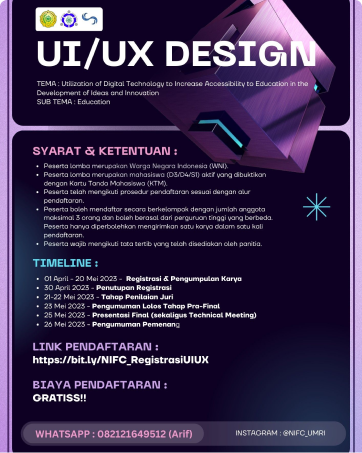 UI/UX DESIGN
TEMA : Utilization of Digital Technology to Increase Accessibility to Education in the
Development of Ideas and Innovation
SUB TEMA : Education
SYARAT & KETENTUAN :
• Peserta lomba merupakan Warga Negara Indonesia (WNI).
• Peserta lomba merupakan mahasiswa (D3/D4/S1) aktif yang dibuktikan
dengan Kartu Tanda Mahasiswa (KTM).
• Peserta telah mengikuti prosedur pendaftaran sesuai dengan alur
pendaftaran.
• Peserta boleh mendaftar secara berkelompok dengan jumlah anggota
maksimal 3 orang dan boleh berasal dari perguruan tinggi yang berbeda.
Peserta hanya diperbolehkan mengirimkan satu karya dalam satu kali
pendaftaran.
• Peserta wajib mengikuti tata tertib yang telah disediakan oleh panitia.
TIMELINE :
• 01 April - 20 Mei 2023 - Registrasi & Pengumpulan Karya
• 30 April 2023 - Penutupan Registrasi
• 21-22 Mei 2023 - Tahap Penilaian Juri
• 23 Mei 2023 - Pengumuman Lolos Tahap Pra-Final
• 25 Mei 2023 - Presentasi Final (sekaligus Technical Meeting)
• 26 Mei 2023 - Pengumuman Pemenang
LINK PENDAFTARAN :
https://bit.ly/NIFC_RegistrasiUIUX
BIAYA PENDAFTARAN :
GRATISS!!
WHATSAPP : 082121649512 (Arif)
INSTAGRAM : @NIFC_UMRI